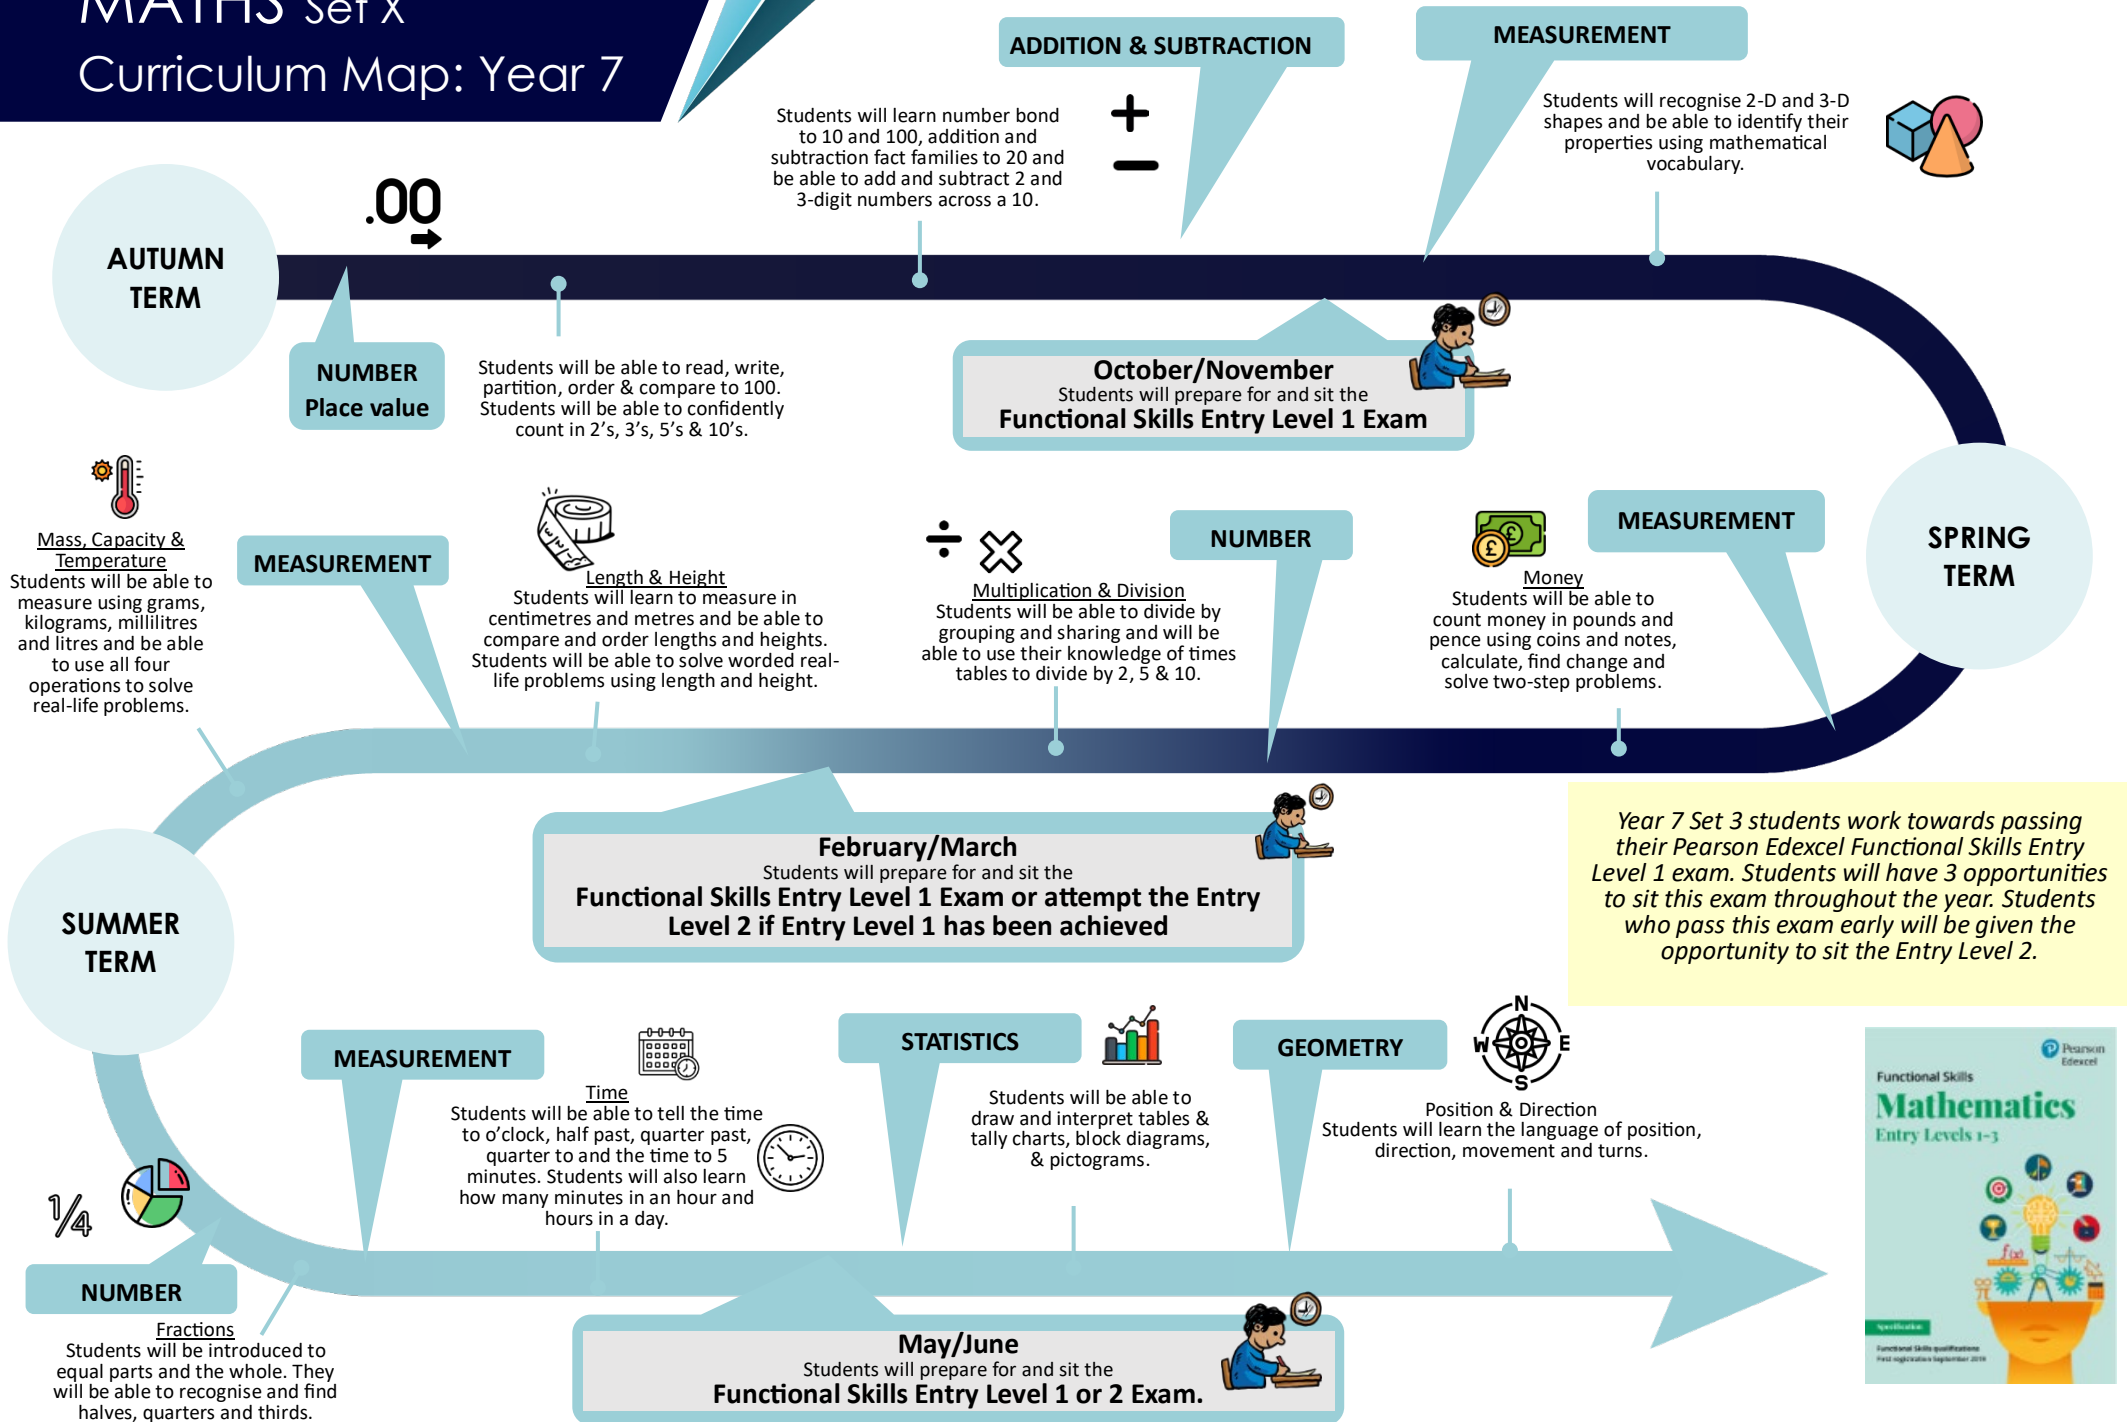 MATHS Set X
Curriculum Map: Year 7
ADDITION & SUBTRACTION
MEASUREMENT
Students will learn number bond
to 10 and 100, addition and
subtraction fact families to 20 and
be able to add and subtract 2 and
3-digit numbers across a 10.
+
−
Students will recognise 2-D and 3-D
shapes and be able to identify their
properties using mathematical
vocabulary.
.00
AUTUMN
TERM
NUMBER
Place value
Students will be able to read, write,
partition, order & compare to 100.
Students will be able to confidently
count in 2's, 3's, 5's & 10's.
October/November
Students will prepare for and sit the
Functional Skills Entry Level 1 Exam
SPRING
TERM
MEASUREMENT
Money
Students will be able to
count money in pounds and
pence using coins and notes,
calculate, find change and
solve two-step problems.
NUMBER
÷ ×
Multiplication & Division
Students will be able to divide by
grouping and sharing and will be
able to use their knowledge of times
tables to divide by 2, 5 & 10.
Length & Height
Students will learn to measure in
centimetres and metres and be able to
compare and order lengths and heights.
Students will be able to solve worded real-
life problems using length and height.
MEASUREMENT
Mass, Capacity &
Temperature
Students will be able to
measure using grams,
kilograms, millilitres
and litres and be able
to use all four
operations to solve
real-life problems.
February/March
Students will prepare for and sit the
Functional Skills Entry Level 1 Exam or attempt the Entry
Level 2 if Entry Level 1 has been achieved
Year 7 Set 3 students work towards passing
their Pearson Edexcel Functional Skills Entry
Level 1 exam. Students will have 3 opportunities
to sit this exam throughout the year. Students
who pass this exam early will be given the
opportunity to sit the Entry Level 2.
SUMMER
TERM
1/4
NUMBER
Fractions
Students will be introduced to
equal parts and the whole. They
will be able to recognise and find
halves, quarters and thirds.
MEASUREMENT
Time
Students will be able to tell the time
to o'clock, half past, quarter past,
quarter to and the time to 5
minutes. Students will also learn
how many minutes in an hour and
hours in a day.
STATISTICS
Students will be able to
draw and interpret tables &
tally charts, block diagrams,
& pictograms.
GEOMETRY
N
W E
S
Position & Direction
Students will learn the language of position,
direction, movement and turns.
May/June
Students will prepare for and sit the
Functional Skills Entry Level 1 or 2 Exam.
Pearson
Edexcel
Functional Skills
Mathematics
Entry Levels 1-3
f(x)
π
Specification
Functional Skills qualifications
First registration September 2019